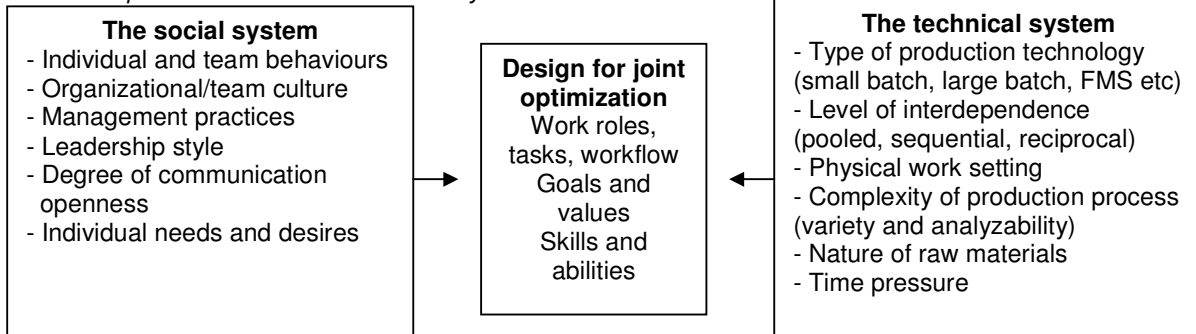 The social system
- Individual and team behaviours
- Organizational/team culture
- Management practices
- Leadership style
- Degree of communication
openness
- Individual needs and desires
Design for joint
optimization
Work roles,
tasks, workflow
Goals and
values
Skills and
abilities
The technical system
- Type of production technology
(small batch, large batch, FMS etc)
- Level of interdependence
(pooled, sequential, reciprocal)
- Physical work setting
- Complexity of production process
(variety and analyzability)
- Nature of raw materials
- Time pressure